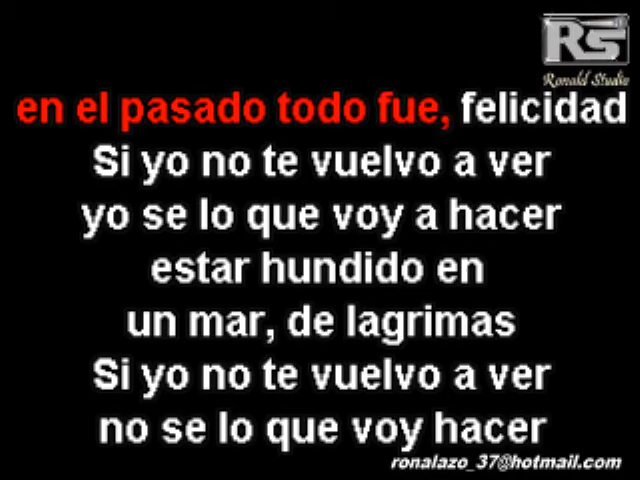 RS
Ronald Studio
en el pasado todo fue, felicidad
Si yo no te vuelvo a ver
yo se lo que voy a hacer
estar hundido en
un mar, de lagrimas
Si yo no te vuelvo a ver
no se lo que voy hacer
ronalazo_37@hotmail.com